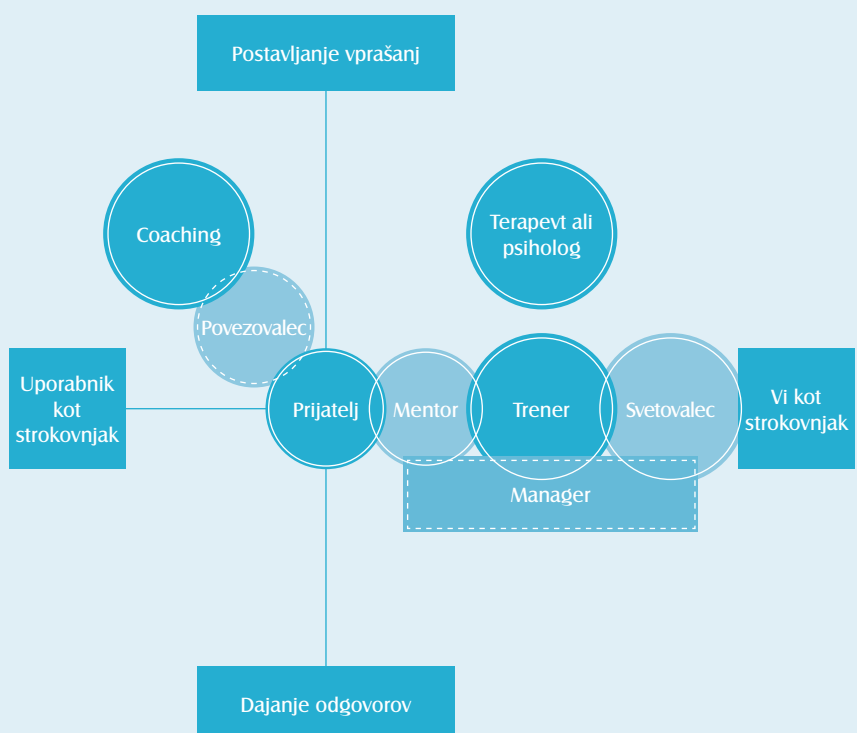 Postavljanje vprašanj
Coaching
Terapevt ali
psiholog
Povezovalec
Uporabnik
kot
strokovnjak
Prijatelj
Mentor
Trener
Svetovalec
Vi kot
strokovnjak
Manager
Dajanje odgovorov